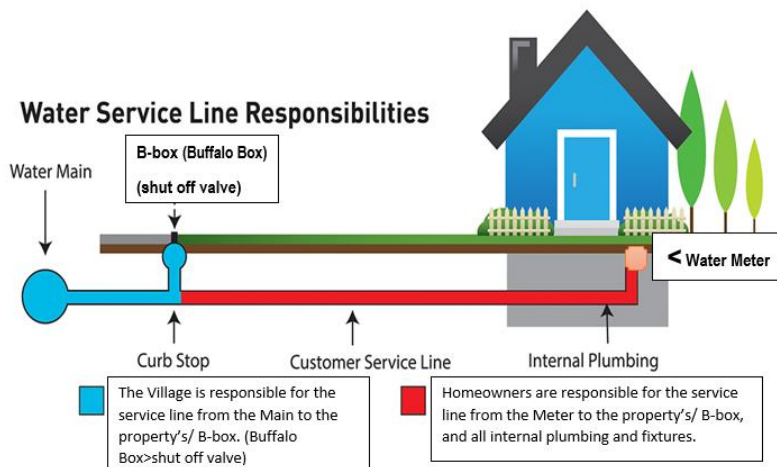 Water Service Line Responsibilities
B-box (Buffalo Box)
(shut off valve)
Water Main
< Water Meter
Curb Stop
Customer Service Line
Internal Plumbing
The Village is responsible for the
service line from the Main to the
property's/ B-box. (Buffalo
Box>shut off valve)
Homeowners are responsible for the service
line from the Meter to the property's/ B-box,
and all internal plumbing and fixtures.